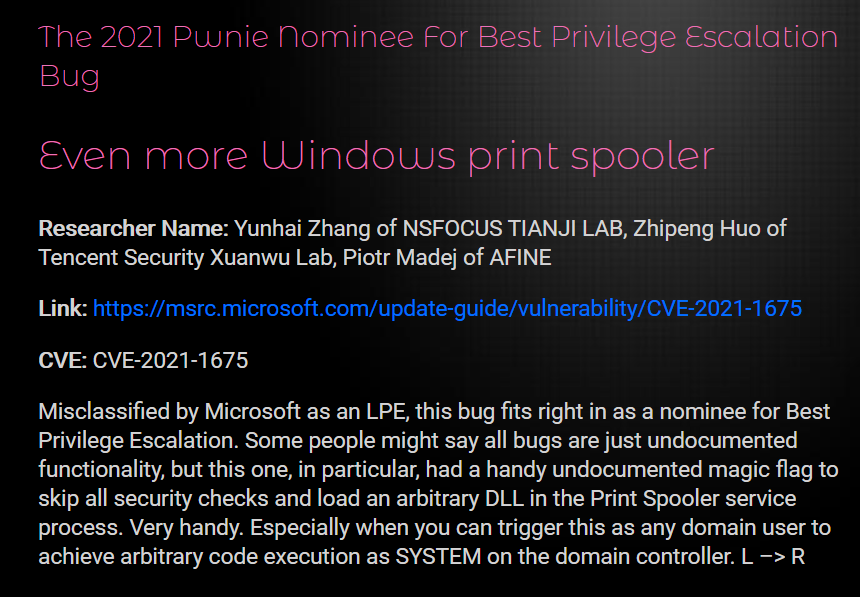 The 2021 Pwnie Nominee For Best Privilege Escalation
Bug
Even more Windows print spooler
Researcher Name: Yunhai Zhang of NSFOCUS TIANJI LAB, Zhipeng Huo of
Tencent Security Xuanwu Lab, Piotr Madej of AFINE
Link: https://msrc.microsoft.com/update-guide/vulnerability/CVE-2021-1675
CVE: CVE-2021-1675
Misclassified by Microsoft as an LPE, this bug fits right in as a nominee for Best
Privilege Escalation. Some people might say all bugs are just undocumented
functionality, but this one, in particular, had a handy undocumented magic flag to
skip all security checks and load an arbitrary DLL in the Print Spooler service
process. Very handy. Especially when you can trigger this as any domain user to
achieve arbitrary code execution as SYSTEM on the domain controller. L –> R